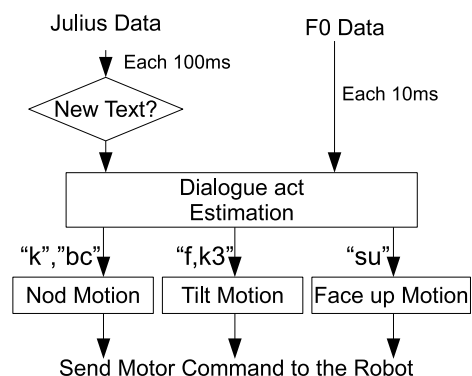 Julius Data
F0 Data
Each 100ms
Each 10ms
New Text?
Dialogue act
Estimation
“k”,”bc”
“f,k3”
“su”
Nod Motion
Tilt Motion
Face up Motion
Send Motor Command to the Robot